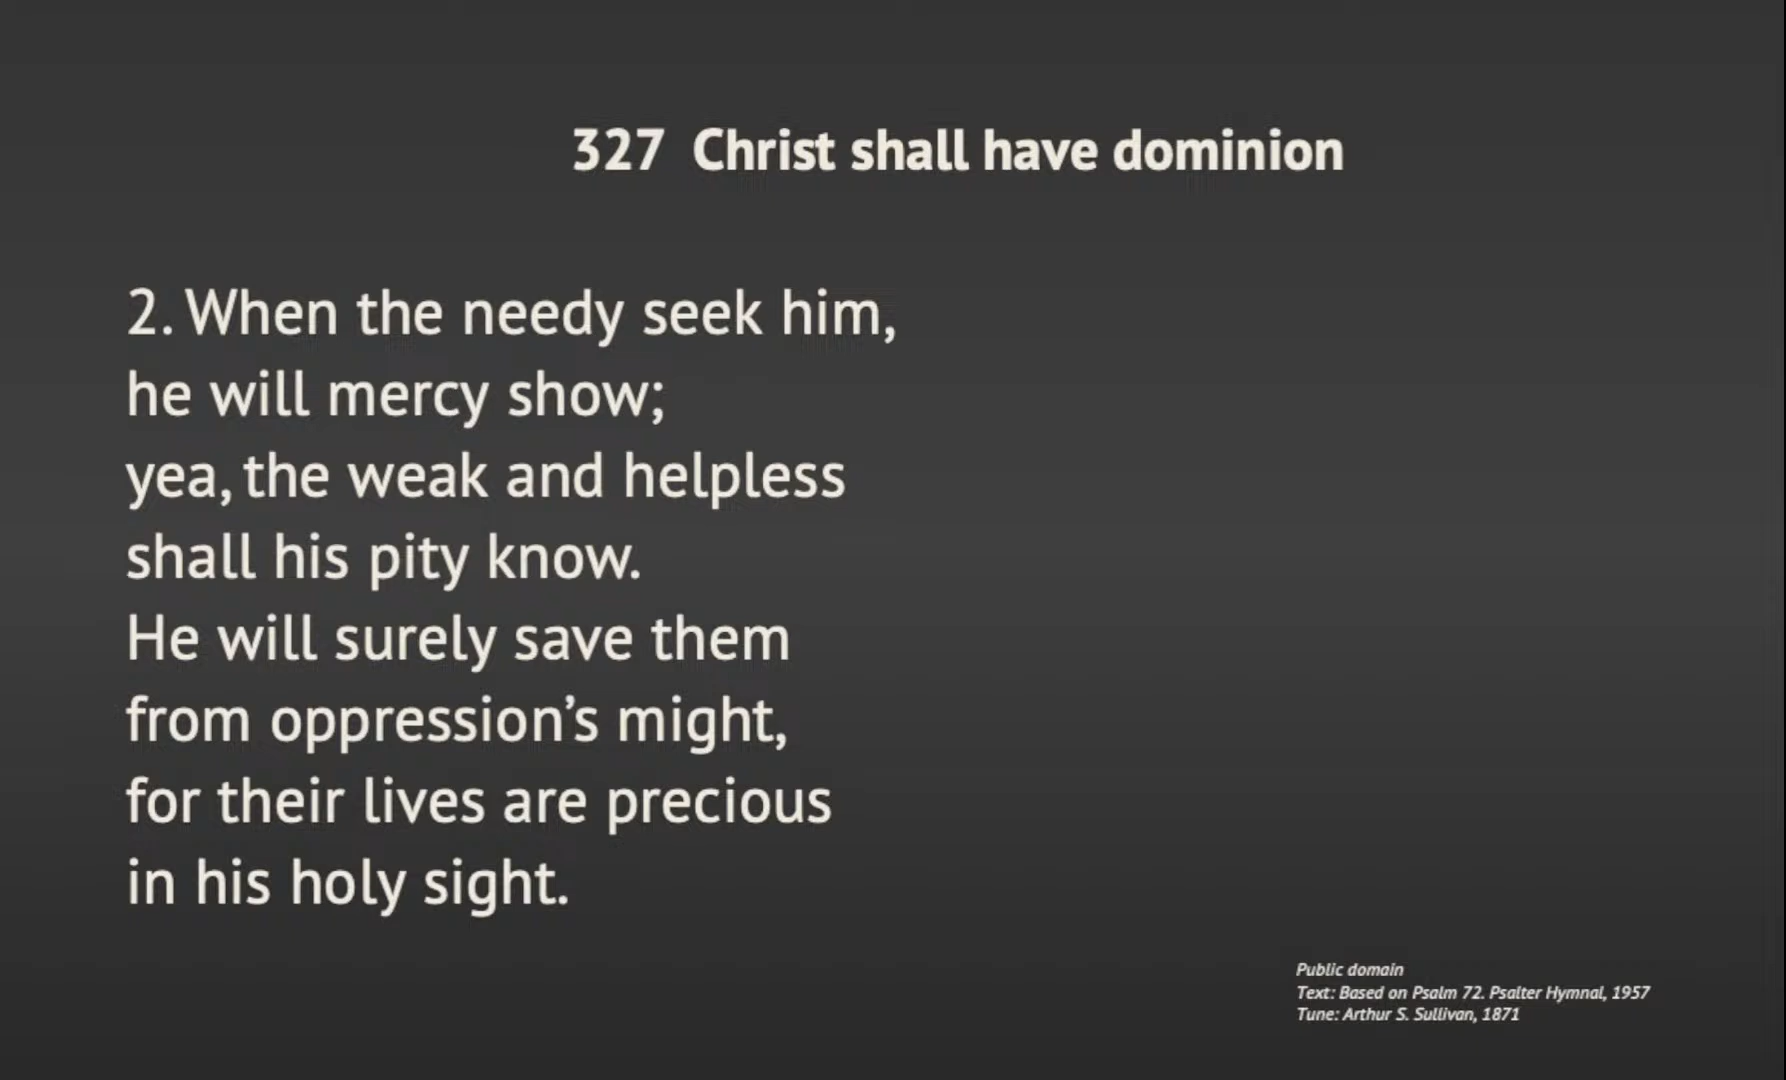 327 Christ shall have dominion
2. When the needy seek him,
he will mercy show;
yea, the weak and helpless
shall his pity know.
He will surely save them
from oppression’s might,
for their lives are precious
in his holy sight.
Public domain
Text: Based on Psalm 72. Psalter Hymnal, 1957
Tune: Arthur S. Sullivan, 1871